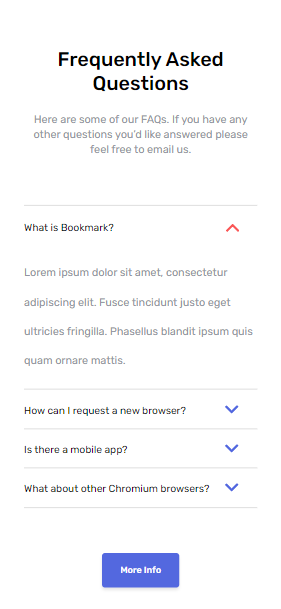 Frequently Asked
Questions
Here are some of our FAQs. If you have any
other questions you'd like answered please
feel free to email us.
What is Bookmark?
Lorem ipsum dolor sit amet, consectetur
adipiscing elit. Fusce tincidunt justo eget
ultricies fringilla. Phasellus blandit ipsum quis
quam ornare mattis.
How can I request a new browser?
Is there a mobile app?
What about other Chromium browsers?
More Info